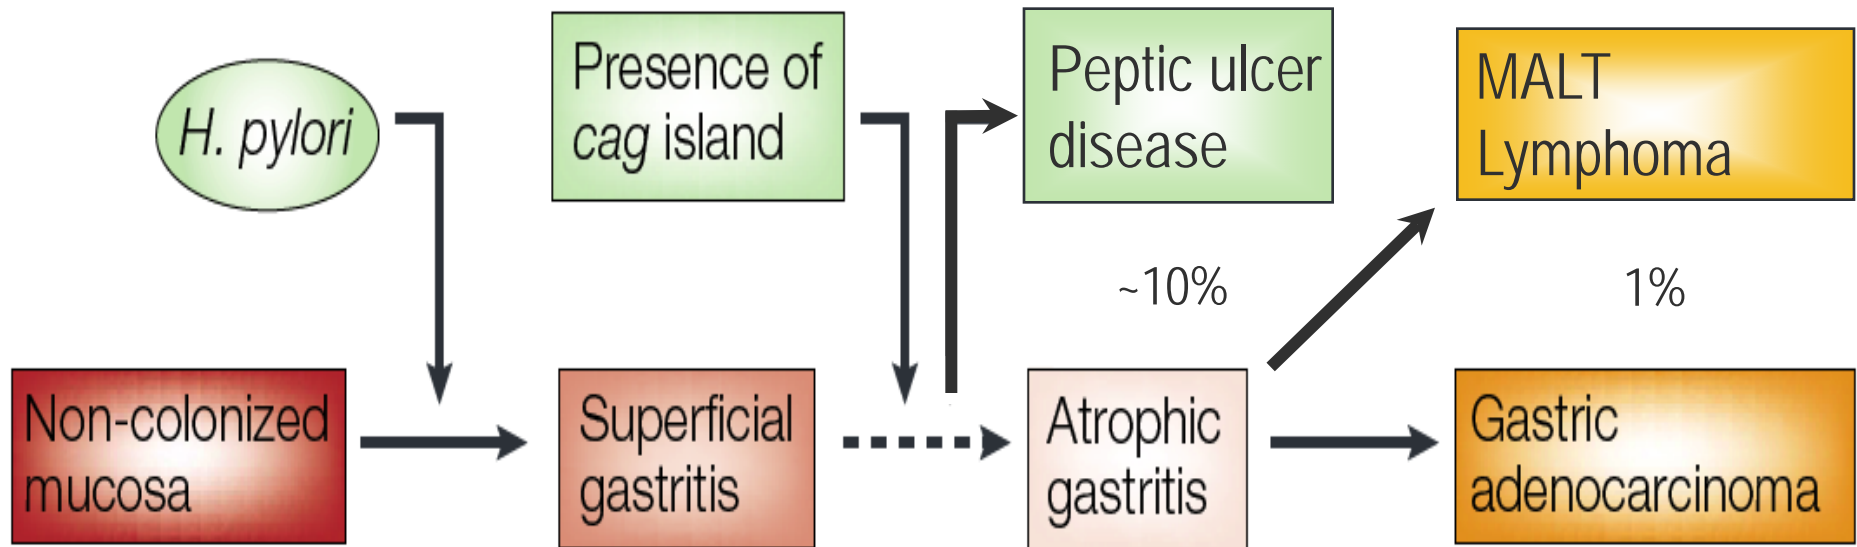 H. pylori
Presence of
cag island
Peptic ulcer
disease
MALT
Lymphoma
~10%
1%
Non-colonized
mucosa
Superficial
gastritis
Atrophic
gastritis
Gastric
adenocarcinoma